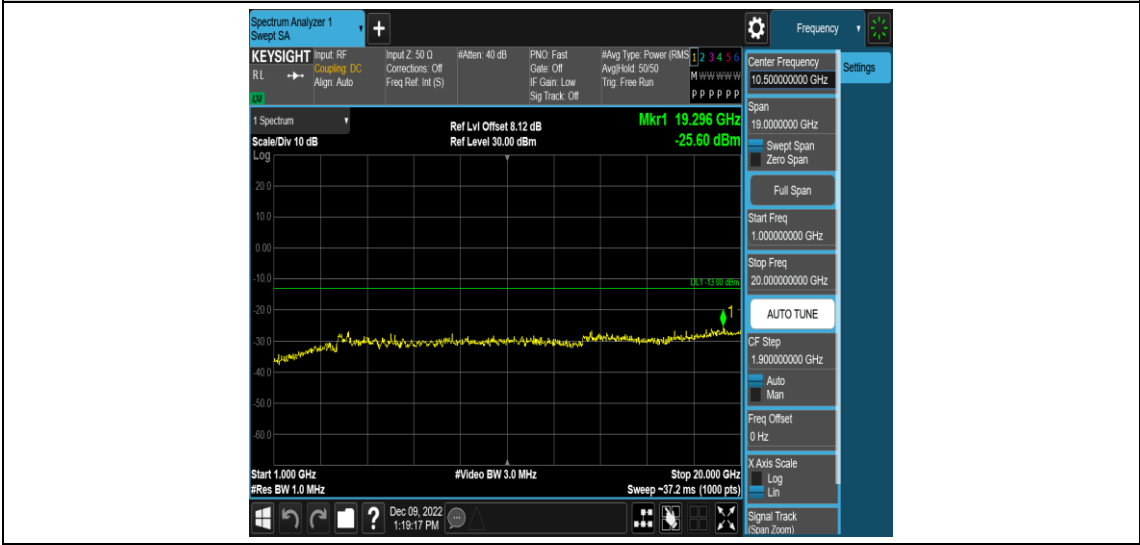 Spectrum Analyzer 1
Swept SA
+
Frequency
KEYSIGHT
RL
LXI
Input: RF
Coupling: DC
Align: Auto
Input Z: 50 Ω
Corrections: Off
Freq Ref: Int (S)
#Atten: 40 dB
PNO: Fast
Gate: Off
IF Gain: Low
Sig Track: Off
#Avg Type: Power (RMS
Avg|Hold: 50/50
Trig: Free Run
1 2 3 4 5 6
M W W W W W
P P P P P P
1 Spectrum
Scale/Div 10 dB
Log
Ref Lvl Offset 8.12 dB
Ref Level 30.00 dBm
Mkr1 19.296 GHz
-25.60 dBm
20.0
10.0
0.00
-10.0
DL1 -13.00 dBm
-20.0
1
-30.0
-40.0
-50.0
-60.0
Start 1.000 GHz
#Res BW 1.0 MHz
#Video BW 3.0 MHz
Stop 20.000 GHz
Sweep ~37.2 ms (1000 pts)
Center Frequency
10.500000000 GHz
Settings
Span
19.0000000 GHz
Swept Span
Zero Span
Full Span
Start Freq
1.000000000 GHz
Stop Freq
20.000000000 GHz
AUTO TUNE
CF Step
1.900000000 GHz
Auto
Man
Freq Offset
0 Hz
X Axis Scale
Log
Lin
Signal Track
(Span Zoom)
?
Dec 09, 2022
1:19:17 PM